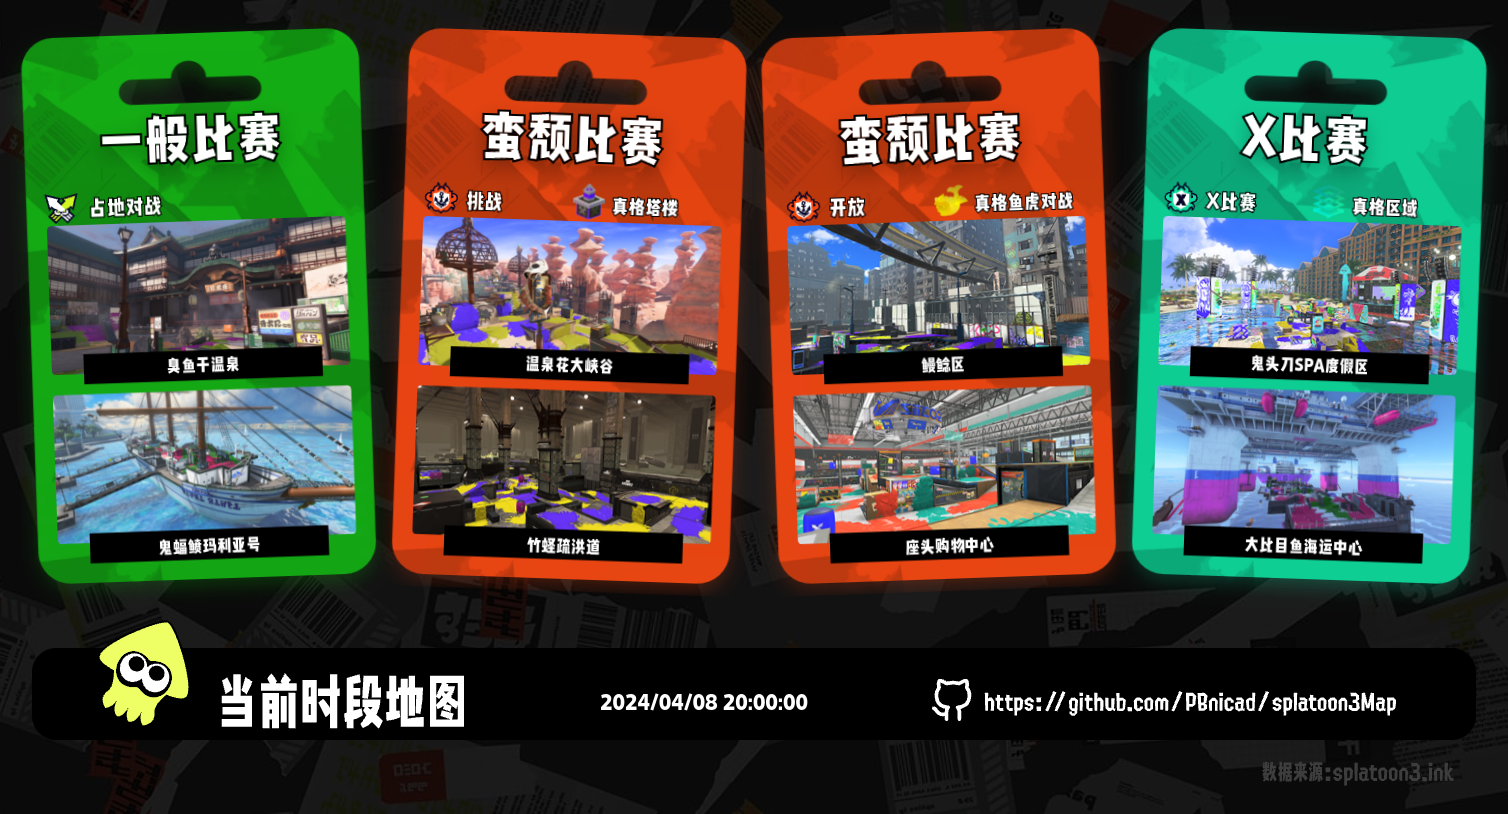 一般比赛
占地对战
臭鱼干温泉
鬼蝠鲼玛利亚号
蛮颓比赛
挑战
真格塔楼
温泉花大峡谷
竹蛏疏洪道
蛮颓比赛
开放
真格鱼虎对战
鳗鲶区
座头购物中心
X比赛
X比赛
真格区域
鬼头刀SPA度假区
大比目鱼海运中心
当前时段地图
2024/04/08 20:00:00
https://github.com/PBnicad/splatoon3Map
数据来源:splatoon3.ink